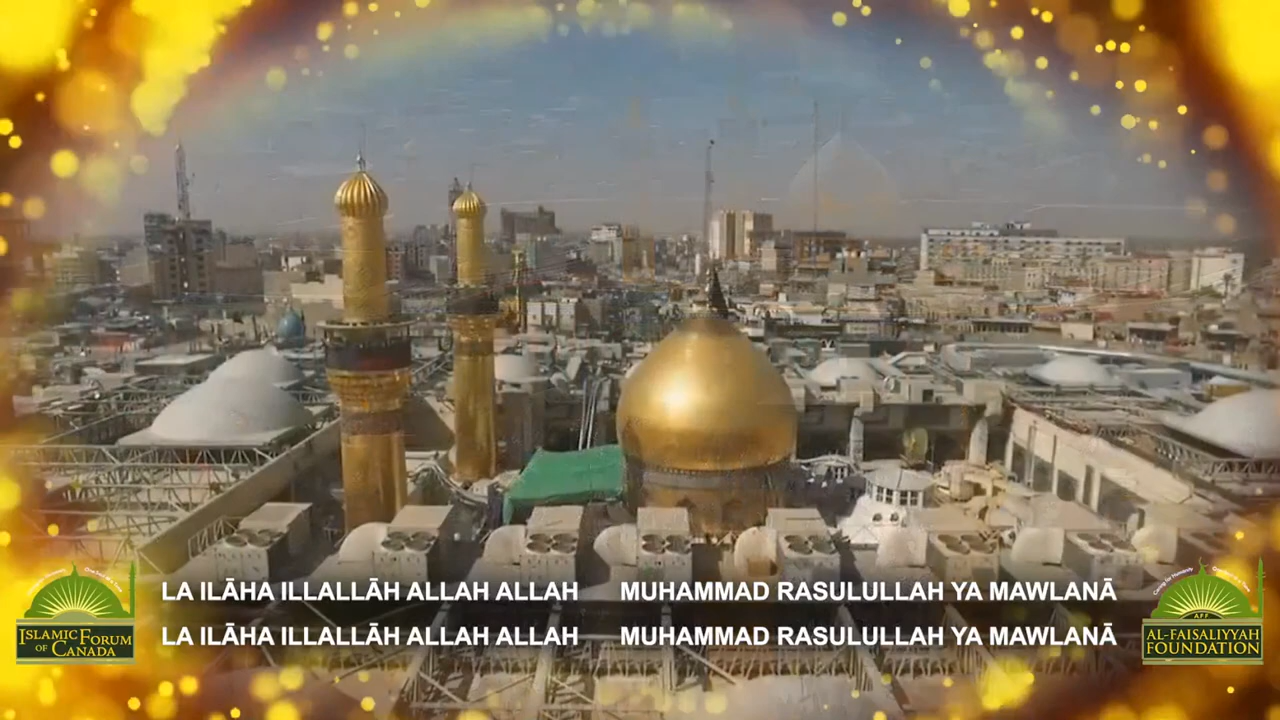 LA ILĀHA ILLALLĀH ALLAH ALLAH MUHAMMAD RASULULLAH YA MAWLANĀ
LA ILĀHA ILLALLĀH ALLAH ALLAH MUHAMMAD RASULULLAH YA MAWLANĀ
ISLAMIC FORUM
OF CANADA
AFF
AL-FAISALIYYAH
FOUNDATION